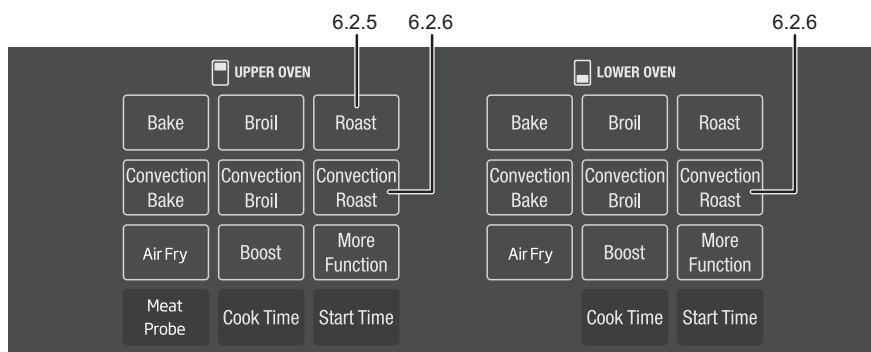 6.2.5 6.2.6 6.2.6
UPPER OVEN LOWER OVEN
Bake Broil Roast Bake Broil Roast
Convection Convection Convection Convection Convection Convection
Bake Broil Roast Bake Broil Roast
Air Fry Boost More Function Air Fry Boost More Function
Meat Probe Cook Time Start Time Cook Time Start Time